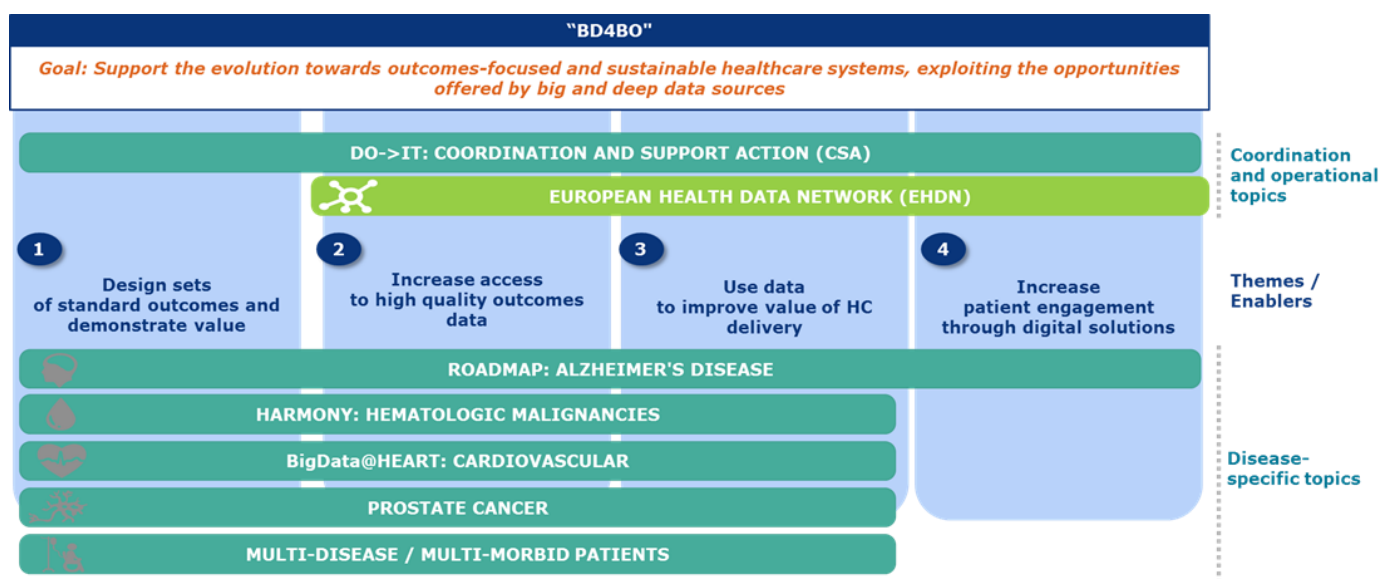 “BD4BO"
Goal: Support the evolution towards outcomes-focused and sustainable healthcare systems, exploiting the opportunities
offered by big and deep data sources
DO->IT: COORDINATION AND SUPPORT ACTION (CSA)
EUROPEAN HEALTH DATA NETWORK (EHDN)
Coordination
and operational
topics
1
Design sets
of standard outcomes and
demonstrate value
2
Increase access
to high quality outcomes
data
3
Use data
to improve value of HC
delivery
4
Increase
patient engagement
through digital solutions
Themes /
Enablers
ROADMAP: ALZHEIMER'S DISEASE
HARMONY: HEMATOLOGIC MALIGNANCIES
BigData@HEART: CARDIOVASCULAR
PROSTATE CANCER
MULTI-DISEASE / MULTI-MORBID PATIENTS
Disease-
specific topics